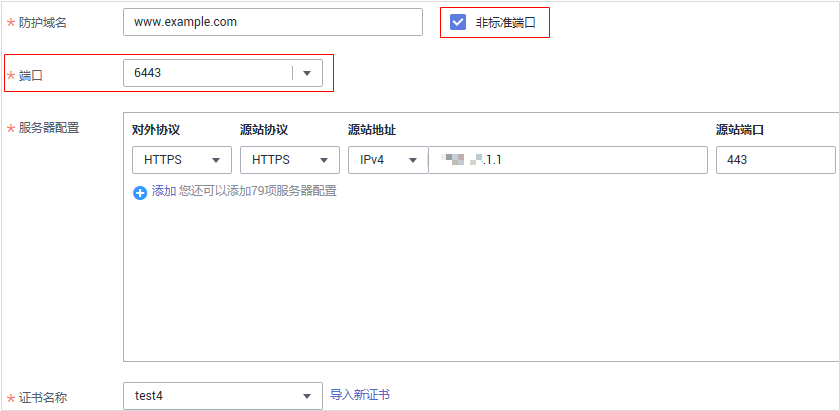 * 防护域名 www.example.com 非标准端口
* 端口 6443
* 服务器配置 对外协议 源站协议 源站地址 源站端口
HTTPS HTTPS IPv4 .1.1 443
添加 您还可以添加79项服务器配置
* 证书名称 test4 导入新证书